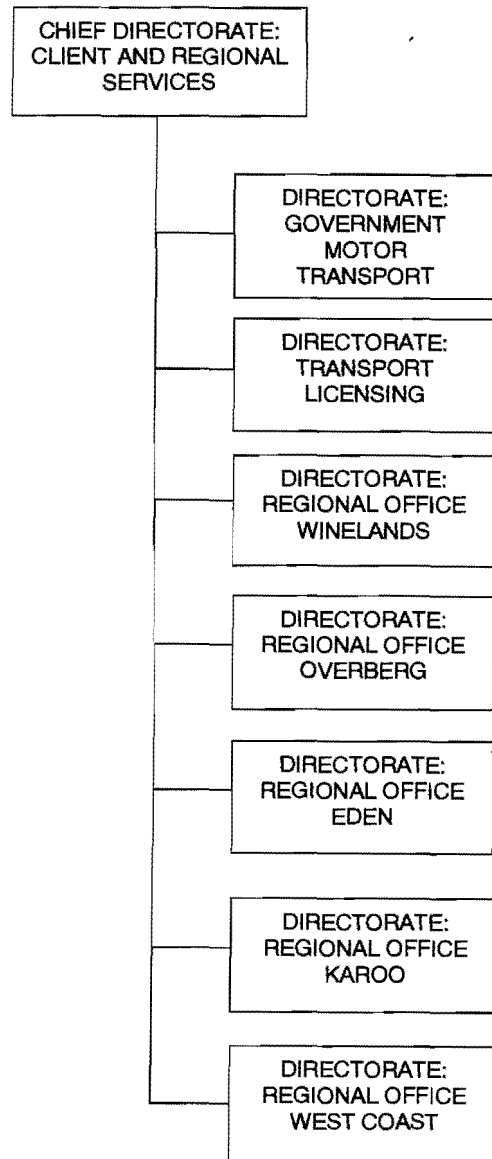 CHIEF DIRECTORATE:
CLIENT AND REGIONAL
SERVICES
DIRECTORATE:
GOVERNMENT
MOTOR
TRANSPORT
DIRECTORATE:
TRANSPORT
LICENSING
DIRECTORATE:
REGIONAL OFFICE
WINELANDS
DIRECTORATE:
REGIONAL OFFICE
OVERBERG
DIRECTORATE:
REGIONAL OFFICE
EDEN
DIRECTORATE:
REGIONAL OFFICE
KAROO
DIRECTORATE:
REGIONAL OFFICE
WEST COAST